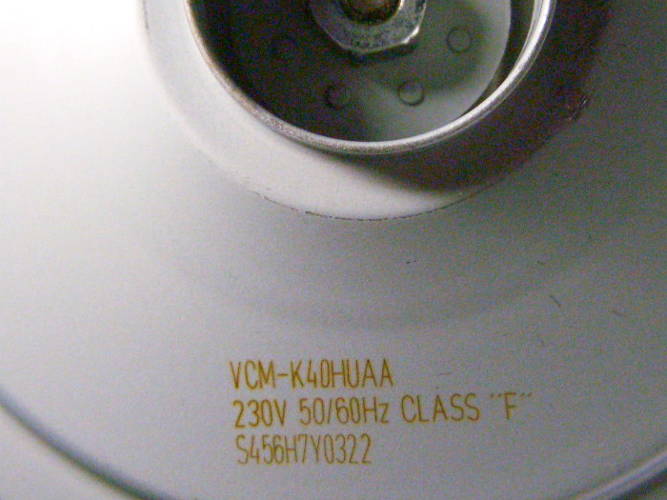 VCM-K40HUAA
230V 50/60Hz CLASS "F"
S456H7Y0322